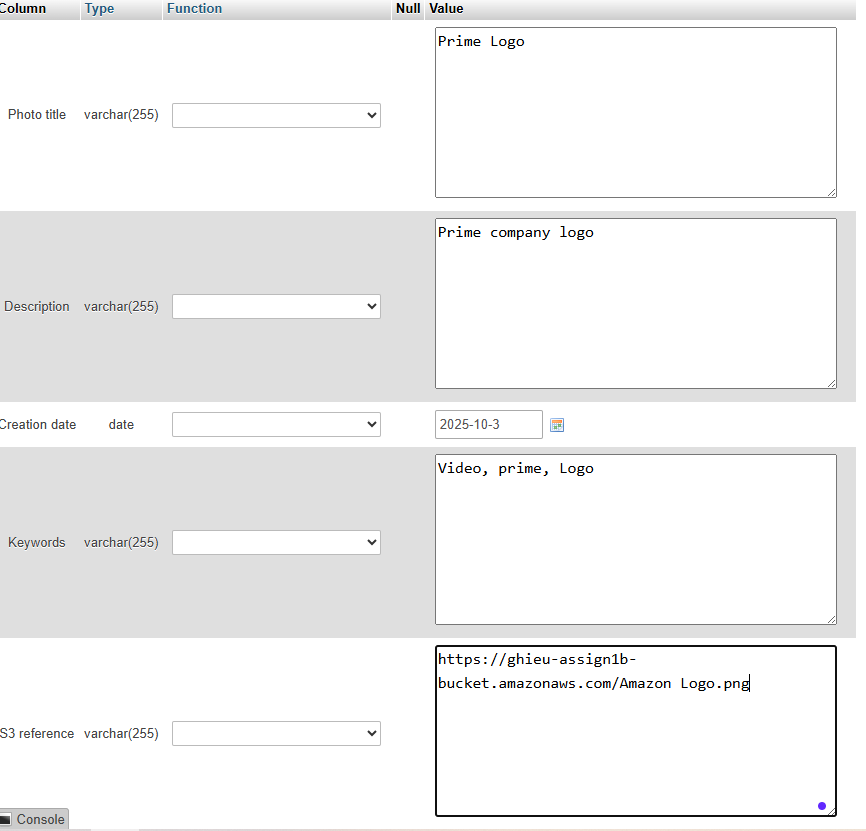 Column Type Function Null Value
Prime Logo
Photo title varchar(255)
Prime company logo
Description varchar(255)
Creation date date 2025-10-3
Video, prime, Logo
Keywords varchar(255)
https://ghieu-assign1b-
bucket.amazonaws.com/Amazon Logo.png
S3 reference varchar(255)
Console